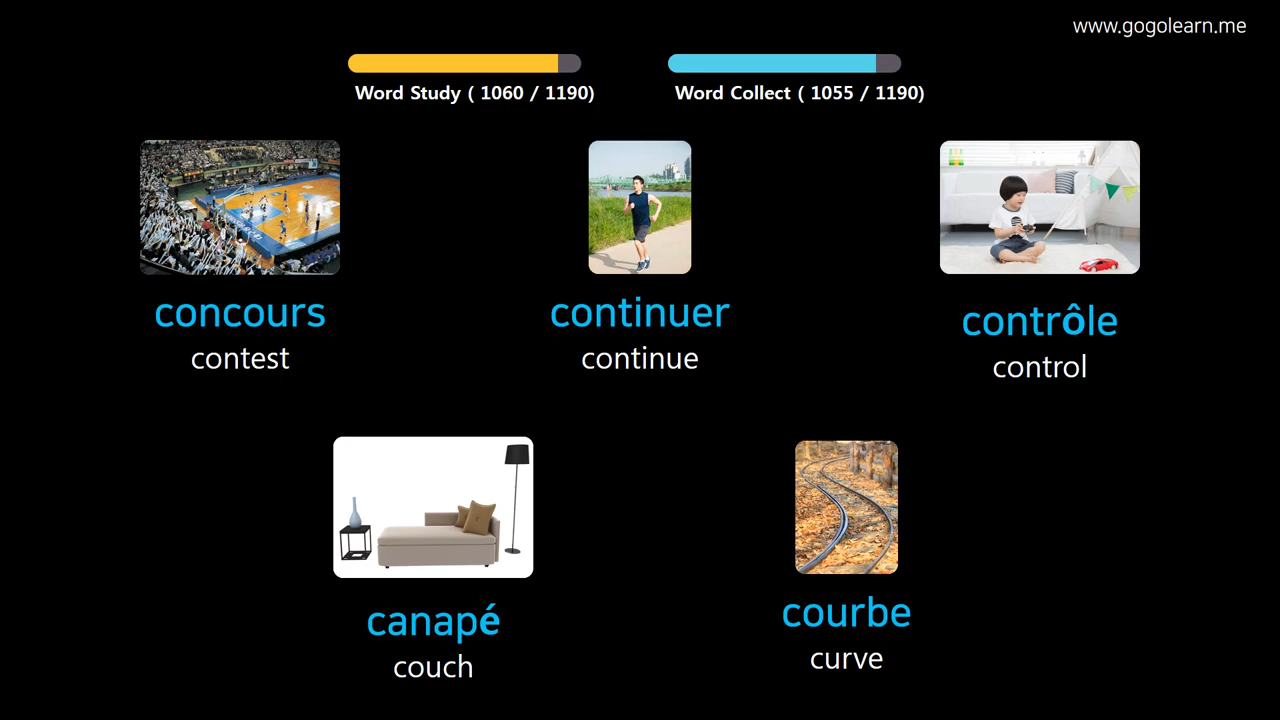 www.gogolearn.me
Word Study ( 1060 / 1190)
Word Collect ( 1055 / 1190)
concours
contest
continuer
continue
contrôle
control
canapé
couch
courbe
curve